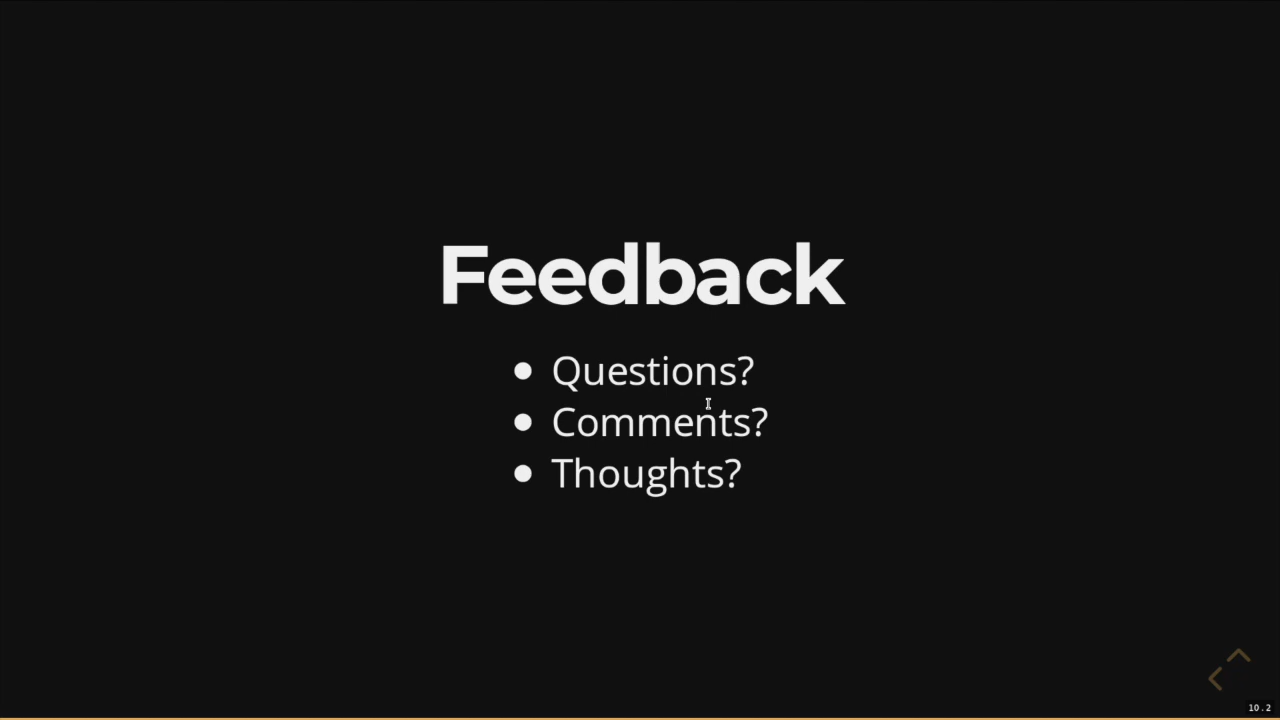 Feedback
• Questions?
• Comments?
• Thoughts?
10.2